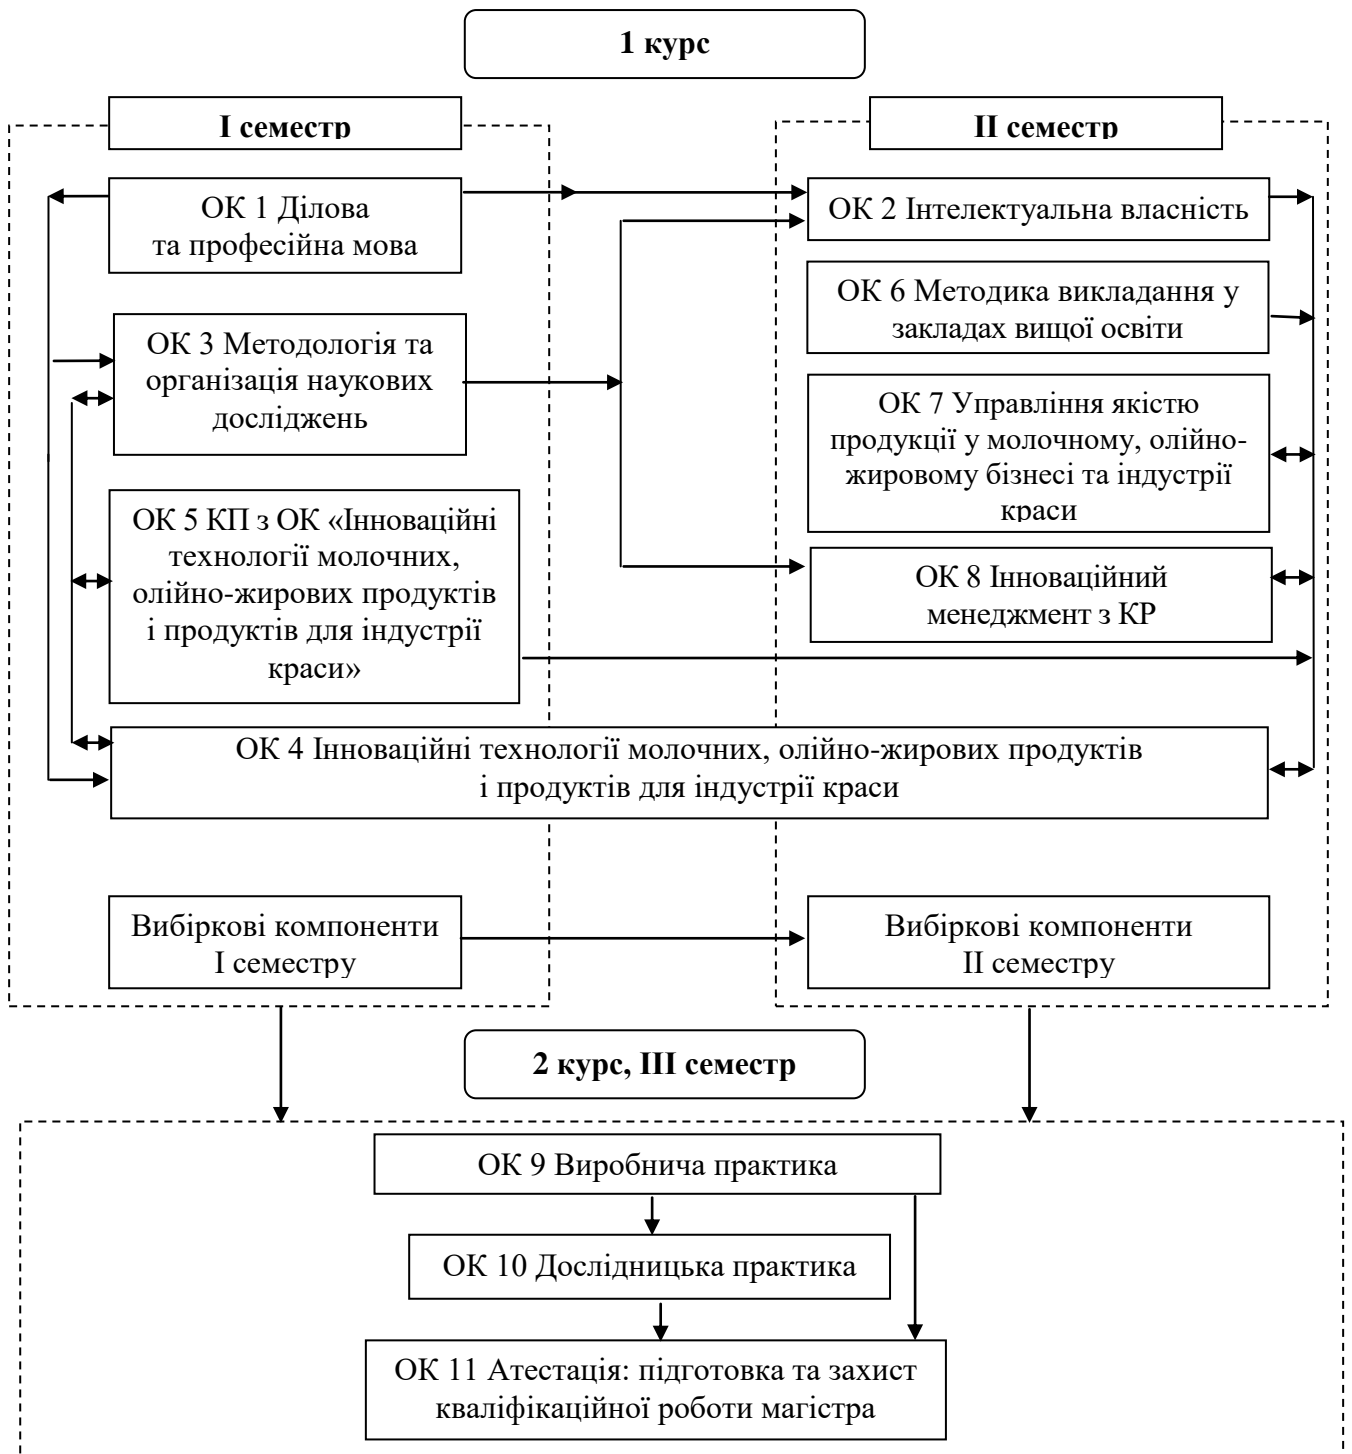 1 курс
І семестр
ІІ семестр
ОК 1 Ділова
та професійна мова
ОК 2 Інтелектуальна власність
ОК 6 Методика викладання у
закладах вищої освіти
ОК 3 Методологія та
організація наукових
досліджень
ОК 7 Управління якістю
продукції у молочному, олійно-
жировому бізнесі та індустрії
краси
ОК 5 КП з ОК «Інноваційні
технології молочних,
олійно-жирових продуктів
і продуктів для індустрії
краси»
ОК 8 Інноваційний
менеджмент з КР
ОК 4 Інноваційні технології молочних, олійно-жирових продуктів
і продуктів для індустрії краси
Вибіркові компоненти
І семестру
Вибіркові компоненти
ІІ семестру
2 курс, ІІІ семестр
ОК 9 Виробнича практика
ОК 10 Дослідницька практика
ОК 11 Атестація: підготовка та захист
кваліфікаційної роботи магістра